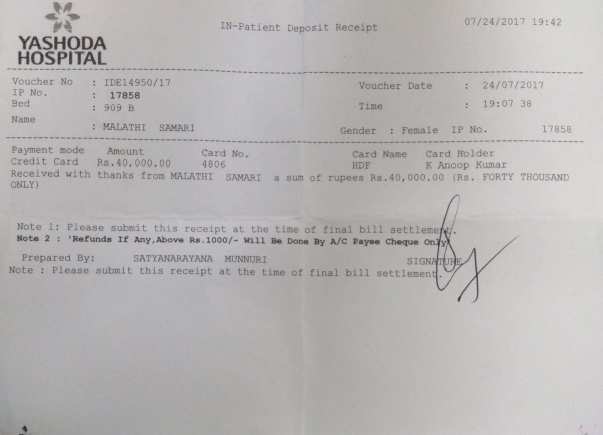 IN-Patient Deposit Receipt 07/24/2017 19:42
YASHODA
HOSPITAL
Voucher No : IDE14950/17 Voucher Date : 24/07/2017
IP No. : 17858
Bed : 909 B Time : 19:07 38
Name : MALATHI SAMARI Gender : Female IP No. 17858
Payment mode Amount Card No. Card Name Card Holder
Credit Card Rs.40,000.00 4806 HDF K Anoop Kumar
Received with thanks from MALATHI SAMARI a sum of rupees Rs.40,000.00 (Rs. FORTY THOUSAND
ONLY)
Note 1: Please submit this receipt at the time of final bill settlement.
Note 2 : 'Refunds If Any,Above Rs.1000/- Will Be Done By A/C Payee Cheque Only'
Prepared By: SATYANARAYANA MUNNURI SIGNATURE
Note : Please submit this receipt at the time of final bill settlement.